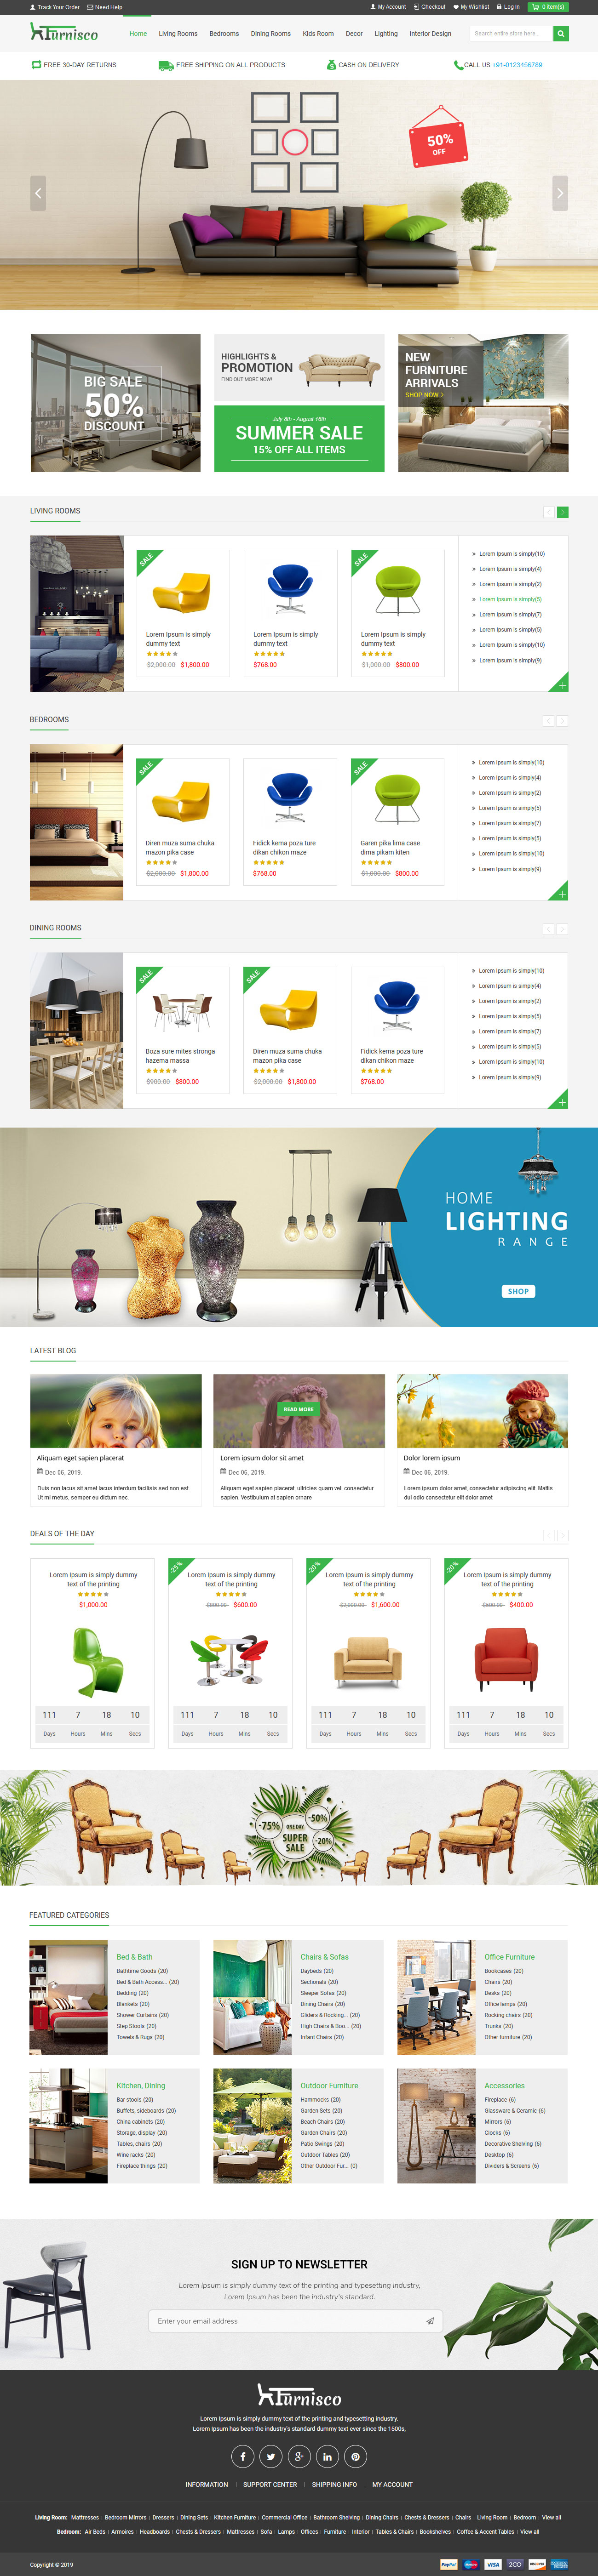 Track Your Order Need Help My Account Checkout My Wishlist Log In 0 Item(s)
Furnisco
Home Living Rooms Bedrooms Dining Rooms Kids Room Decor Lighting Interior Design Search entire store here...
FREE 30-DAY RETURNS FREE SHIPPING ON ALL PRODUCTS CASH ON DELIVERY CALL US +91-0123456789
50%
OFF
BIG SALE
50%
DISCOUNT
HIGHLIGHTS &
PROMOTION
FIND OUT MORE NOW!
July 8th - August 16th
SUMMER SALE
15% OFF ALL ITEMS
NEW
FURNITURE
ARRIVALS
SHOP NOW >
LIVING ROOMS
SALE
Lorem Ipsum is simply
dummy text
$2,000.00 $1,800.00
Lorem Ipsum is simply
dummy text
$768.00
SALE
Lorem Ipsum is simply
dummy text
$1,000.00 $800.00
Lorem Ipsum is simply(10)
Lorem Ipsum is simply(4)
Lorem Ipsum is simply(2)
Lorem Ipsum is simply(5)
Lorem Ipsum is simply(7)
Lorem Ipsum is simply(5)
Lorem Ipsum is simply(10)
Lorem Ipsum is simply(9)
BEDROOMS
SALE
Diren muza suma chuka
mazon pika case
$2,000.00 $1,800.00
Fidick kema poza ture
dikan chikon maze
$768.00
SALE
Garen pika lima case
dima pikam kiten
$1,000.00 $800.00
Lorem Ipsum is simply(10)
Lorem Ipsum is simply(4)
Lorem Ipsum is simply(2)
Lorem Ipsum is simply(5)
Lorem Ipsum is simply(7)
Lorem Ipsum is simply(5)
Lorem Ipsum is simply(10)
Lorem Ipsum is simply(9)
DINING ROOMS
SALE
Boza sure mites stronga
hazema massa
$900.00 $800.00
SALE
Diren muza suma chuka
mazon pika case
$2,000.00 $1,800.00
Fidick kema poza ture
dikan chikon maze
$768.00
Lorem Ipsum is simply(10)
Lorem Ipsum is simply(4)
Lorem Ipsum is simply(2)
Lorem Ipsum is simply(5)
Lorem Ipsum is simply(7)
Lorem Ipsum is simply(5)
Lorem Ipsum is simply(10)
Lorem Ipsum is simply(9)
HOME
LIGHTING
RANGE
SHOP
LATEST BLOG
Aliquam eget sapien placerat
Dec 06, 2019
Duis non lacus sit amet lacus interdum facilisis sed non est.
Ut mi metus, semper eu dictum nec.
READ MORE
Lorem ipsum dolor sit amet
Dec 06, 2019.
Aliquam eget sapien placerat, ultricies quam vel, consectetur
sapien. Vestibulum at sapien ornare
Dolor lorem ipsum
Dec 06, 2019.
Lorem ipsum dolor amet, consectetur adipiscing elit. Mattis
dui odio consectetur elit dolor amet
DEALS OF THE DAY
Lorem Ipsum is simply dummy
text of the printing
$1,000.00
111 7 18 10
Days Hours Mins Secs
-25%
Lorem Ipsum is simply dummy
text of the printing
$800.00 $600.00
111 7 18 10
Days Hours Mins Secs
-20%
Lorem Ipsum is simply dummy
text of the printing
$2,000.00 $1,600.00
111 7 18 10
Days Hours Mins Secs
-20%
Lorem Ipsum is simply dummy
text of the printing
$500.00 $400.00
111 7 18 10
Days Hours Mins Secs
-75%
-50%
ONE DAY
SUPER
SALE
-20%
FEATURED CATEGORIES
Bed & Bath
Bathtime Goods (20)
Bed & Bath Access... (20)
Bedding (20)
Blankets (20)
Shower Curtains (20)
Step Stools (20)
Towels & Rugs (20)
Chairs & Sofas
Daybeds (20)
Sectionals (20)
Sleeper Sofas (20)
Dining Chairs (20)
Gliders & Rocking... (20)
High Chairs & Boo... (20)
Infant Chairs (20)
Office Furniture
Bookcases (20)
Chairs (20)
Desks (20)
Office lamps (20)
Rocking chairs (20)
Trunks (20)
Other furniture (20)
Kitchen, Dining
Bar stools (20)
Buffets, sideboards (20)
China cabinets (20)
Storage, display (20)
Tables, chairs (20)
Wine racks (20)
Fireplace things (20)
Outdoor Furniture
Hammocks (20)
Garden Sets (20)
Beach Chairs (20)
Garden Chairs (20)
Patio Swings (20)
Outdoor Tables (20)
Other Outdoor Fur... (0)
Accessories
Fireplace (6)
Glassware & Ceramic (6)
Mirrors (6)
Clocks (6)
Decorative Shelving (6)
Desktop (6)
Dividers & Screens (6)
SIGN UP TO NEWSLETTER
Lorem Ipsum is simply dummy text of the printing and typesetting industry,
Lorem Ipsum has been the industry's standard.
Enter your email address
Furnisco
Lorem Ipsum is simply dummy text of the printing and typesetting industry.
Lorem Ipsum has been the industry's standard dummy text ever since the 1500s,
INFORMATION | SUPPORT CENTER | SHIPPING INFO | MY ACCOUNT
Living Room: Mattresses | Bedroom Mirrors | Dressers | Dining Sets | Kitchen Furniture | Commercial Office | Bathroom Shelving | Dining Chairs | Chests & Dressers | Chairs | Living Room | Bedroom | View all
Bedroom: Air Beds | Armoires | Headboards | Chests & Dressers | Mattresses | Sofa | Lamps | Offices | Furniture | Interior | Tables & Chairs | Bookshelves | Coffee & Accent Tables | View all
Copyright © 2019 PayPal VISA 2CO